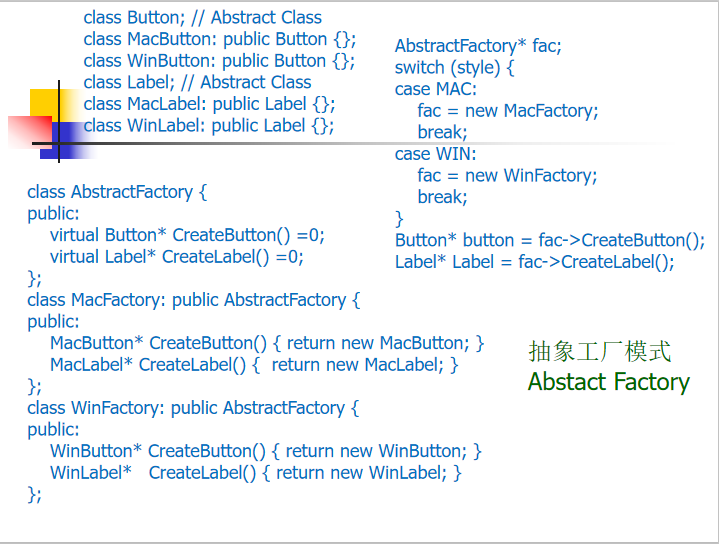 class Button; // Abstract Class
class MacButton: public Button {};
class WinButton: public Button {};
class Label; // Abstract Class
class MacLabel: public Label {};
class WinLabel: public Label {};
class AbstractFactory {
public:
virtual Button* CreateButton() =0;
virtual Label* CreateLabel() =0;
};
class MacFactory: public AbstractFactory {
public:
MacButton* CreateButton() { return new MacButton; }
MacLabel* CreateLabel() {  return new MacLabel; }
};
class WinFactory: public AbstractFactory {
public:
WinButton* CreateButton() { return new WinButton; }
WinLabel*   CreateLabel() { return new WinLabel; }
};
AbstractFactory* fac;
switch (style) {
case MAC:
fac = new MacFactory;
break;
case WIN:
fac = new WinFactory;
break;
}
Button* button = fac->CreateButton();
Label* Label = fac->CreateLabel();
抽象工厂模式
Abstact Factory